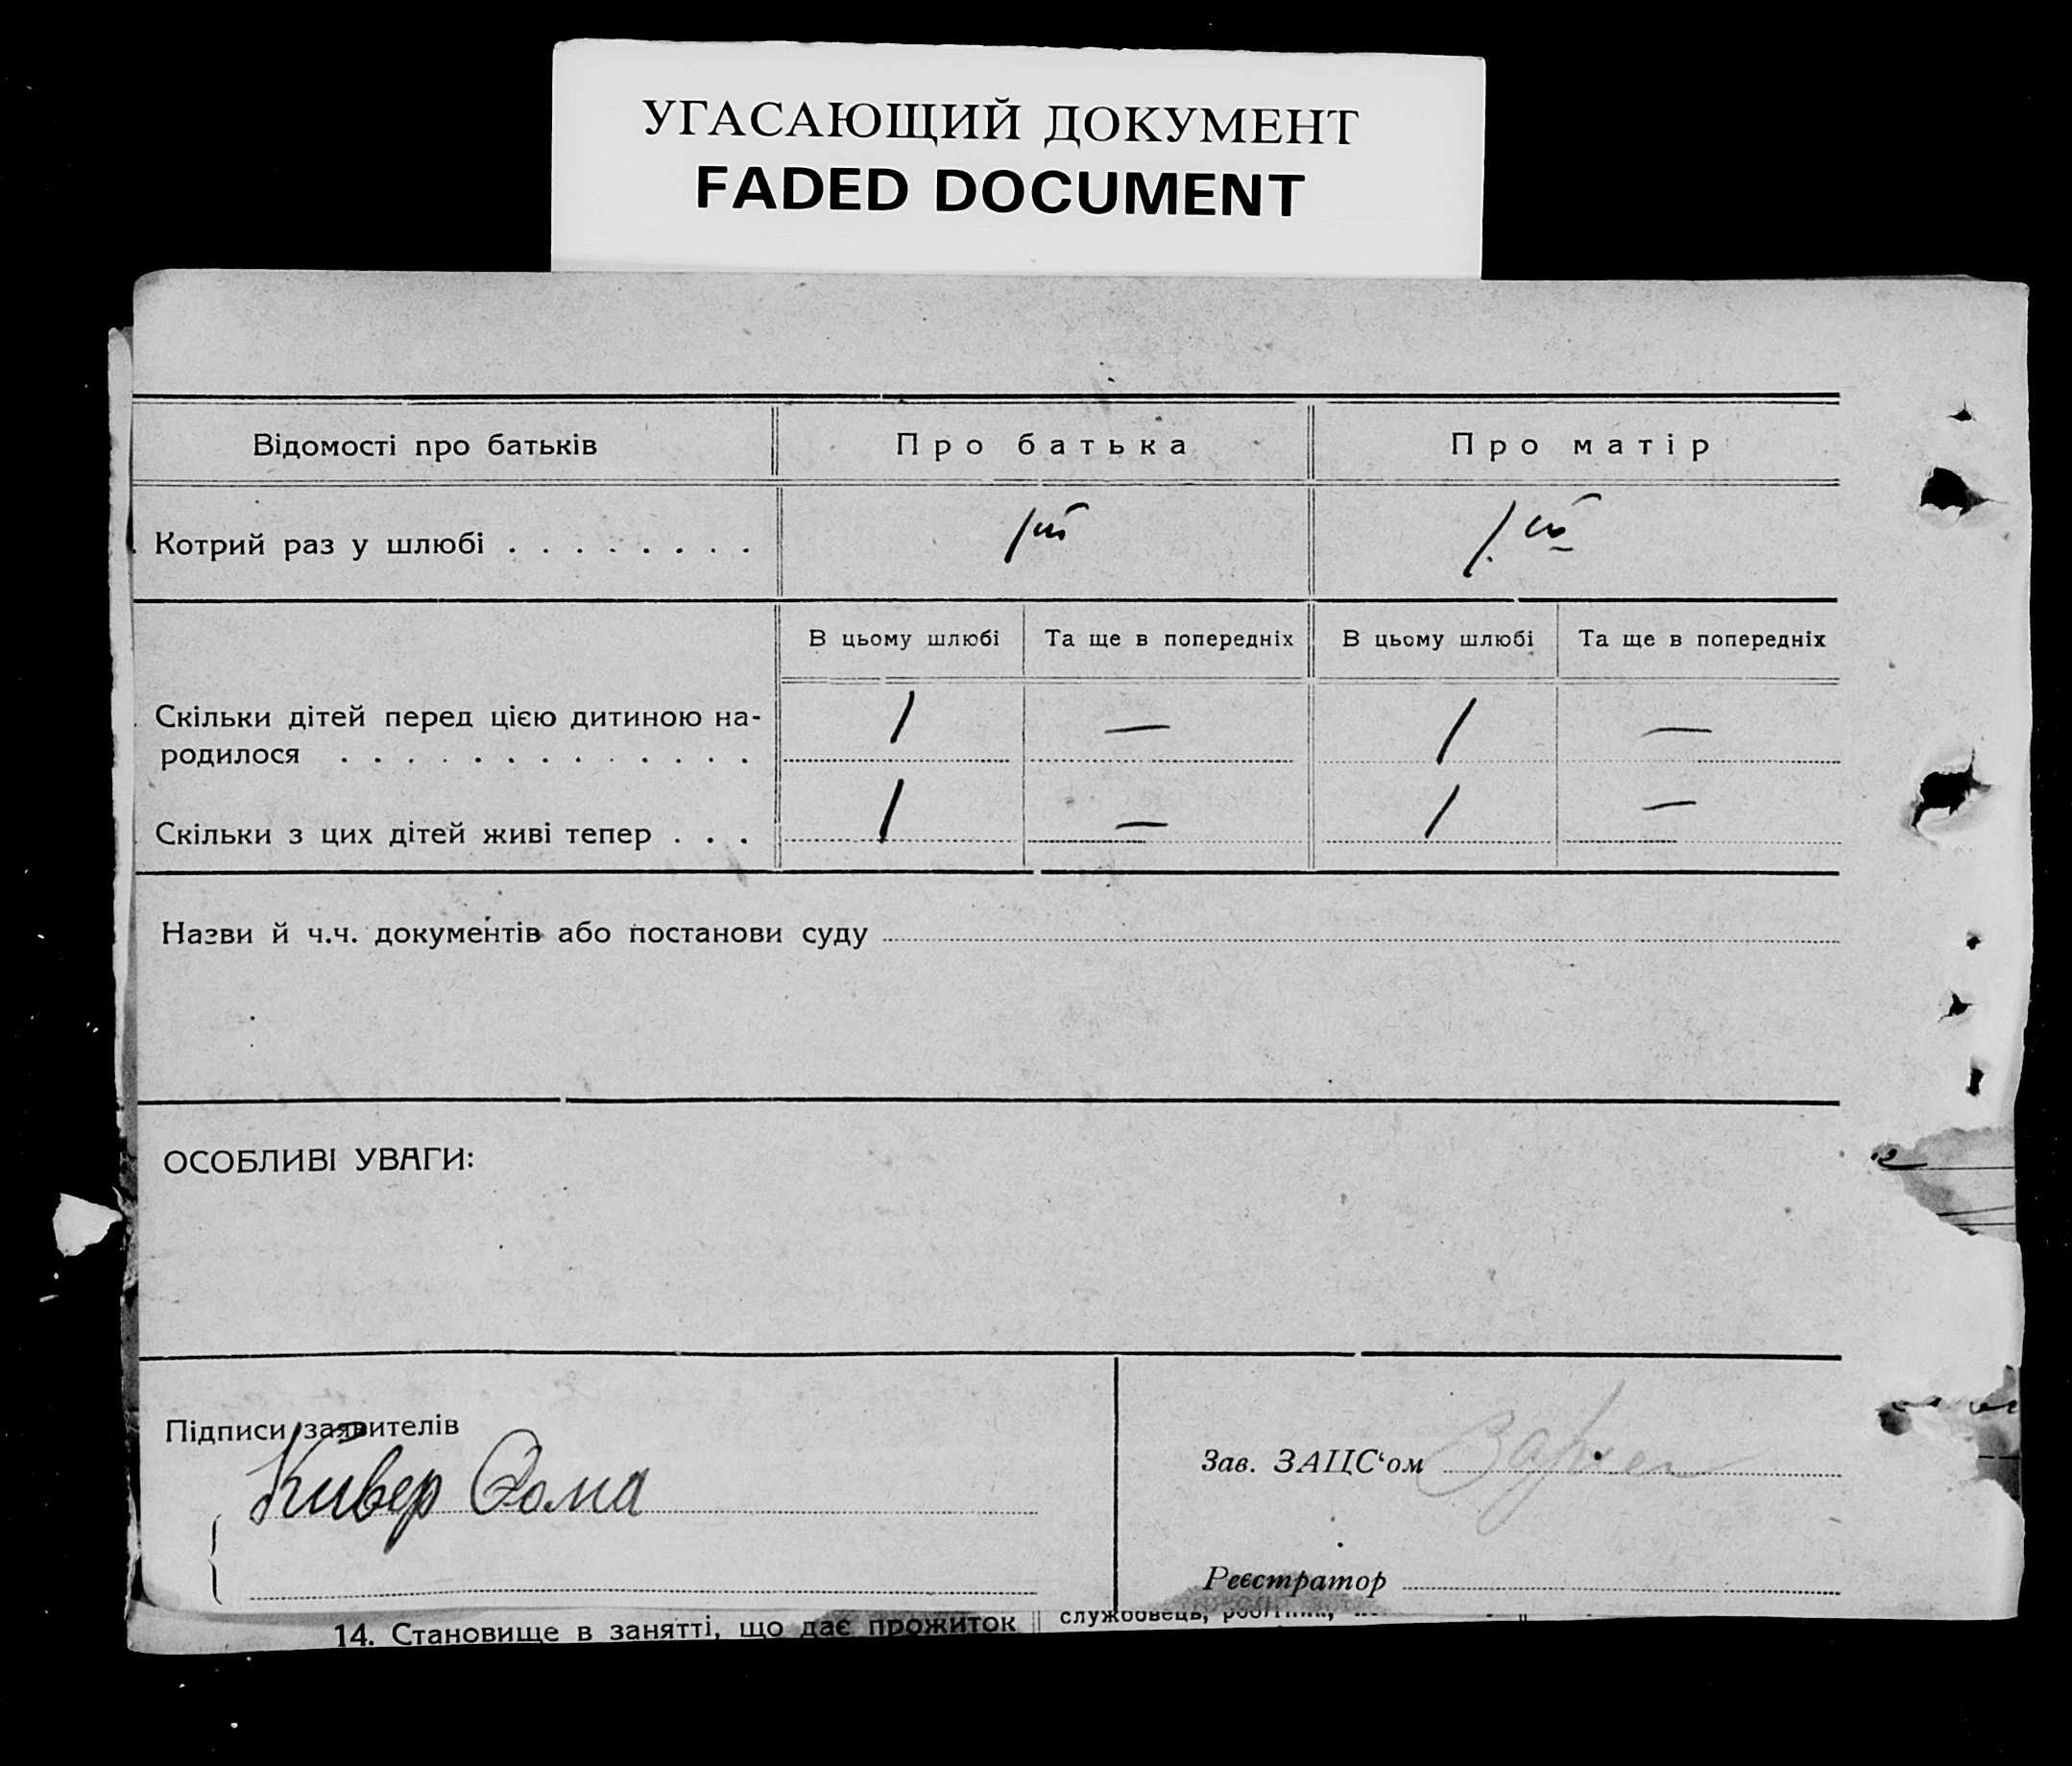 УГАСАЮЩИЙ ДОКУМЕНТ
FADED DOCUMENT
Відомості про батьків Про батька Про матір
Котрий раз у шлюбі . . . . . . . . 1ий 1.ий
В цьому шлюбі Та ще в попередніх В цьому шлюбі Та ще в попередніх
Скільки дітей перед цією дитиною на-
родилося . . . . . . . . . . . . . 1 — 1 —
Скільки з цих дітей живі тепер . . . 1 — 1 —
Назви й ч.ч. документів або постанови суду
ОСОБЛИВІ УВАГИ:
Підписи заявителів
Кивер Фома
Зав. ЗАЦС‘ом
Реєстратор
14. Становище в занятті, що дає прожиток службовець,